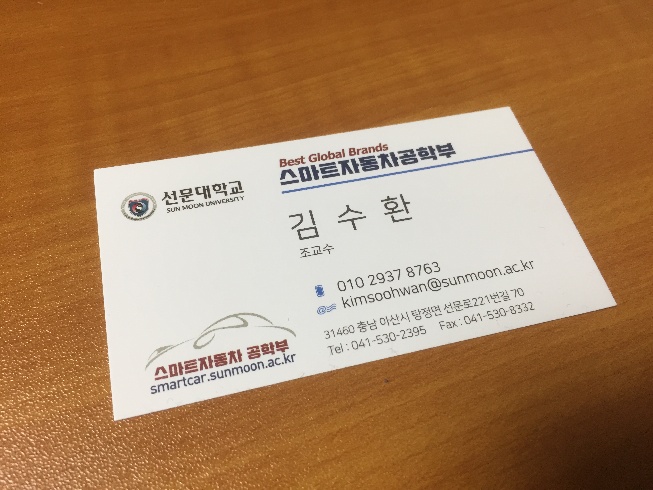 선문대학교
SUN MOON UNIVERSITY
Best Global Brands
스마트자동차공학부
김 수 환
조교수
010 2937 8763
@ kimsoohwan@sunmoon.ac.kr
31460 충남 아산시 탕정면 선문로221번길 70
Tel : 041-530-2395 Fax : 041-530-8332
스마트자동차 공학부
smartcar.sunmoon.ac.kr